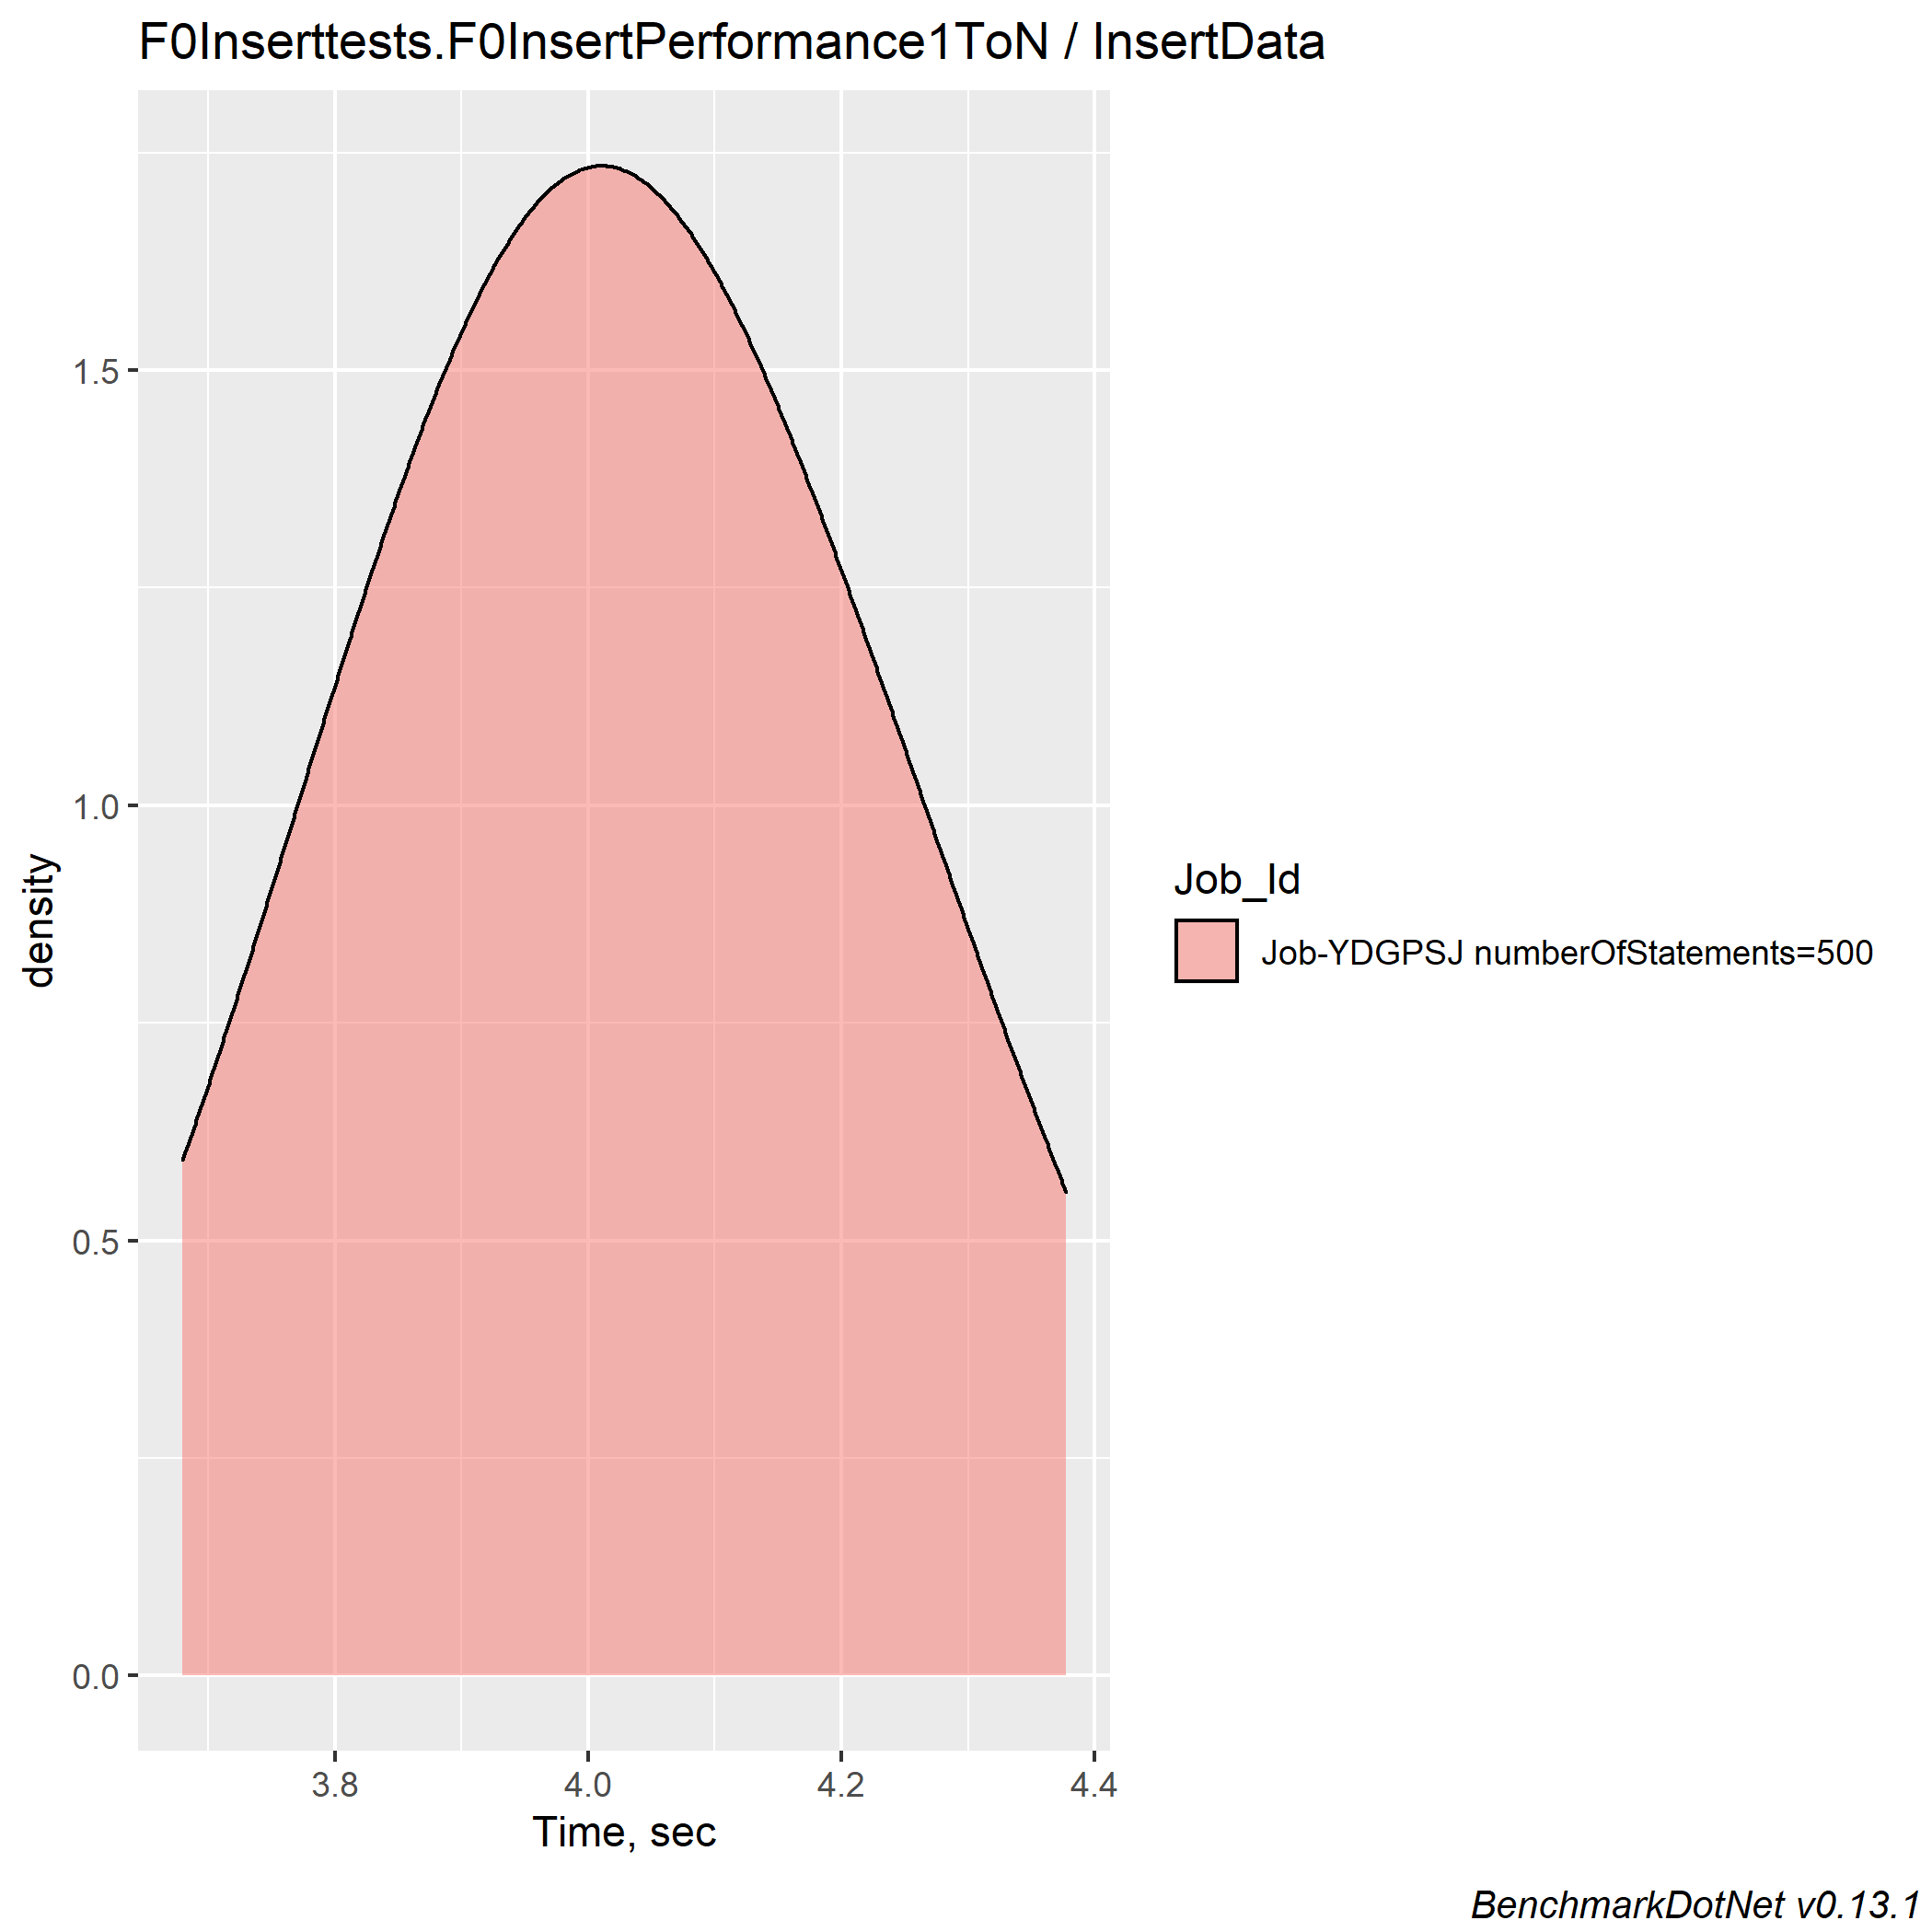 F0Inserttests.F0InsertPerformance1ToN / InsertData
1.5
1.0
0.5
0.0
density
3.8 4.0 4.2 4.4
Time, sec
Job_Id
Job-YDGPSJ numberOfStatements=500
BenchmarkDotNet v0.13.1